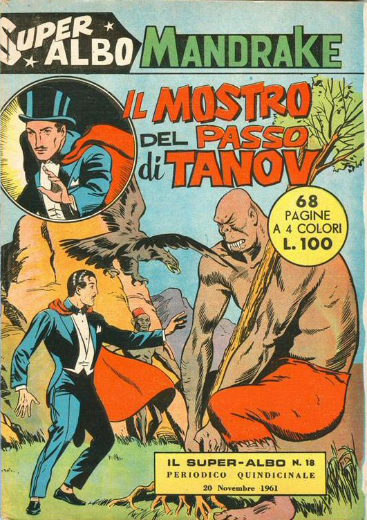 SUPER
ALBO
MANDRAKE
IL MOSTRO
DEL PASSO
di TANOV
68
PAGINE
A 4 COLORI
L. 100
IL SUPER-ALBO N. 18
PERIODICO QUINDICINALE
20 Novembre 1961